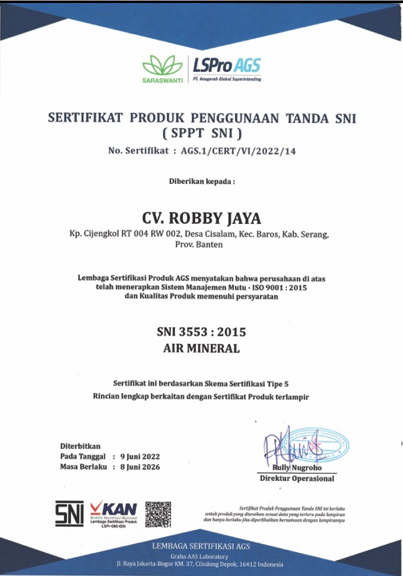 SARASWANTI
LSPro AGS
PT. Anugerah Global Superintending
SERTIFIKAT PRODUK PENGGUNAAN TANDA SNI
( SPPT SNI )
No. Sertifikat : AGS.1/CERT/VI/2022/14
Diberikan kepada :
CV. ROBBY JAYA
Kp. Cijengkol RT 004 RW 002, Desa Cisalam, Kec. Baros, Kab. Serang,
Prov. Banten
Lembaga Sertifikasi Produk AGS menyatakan bahwa perusahaan di atas
telah menerapkan Sistem Manajemen Mutu - ISO 9001 : 2015
dan Kualitas Produk memenuhi persyaratan
SNI 3553 : 2015
AIR MINERAL
Sertifikat ini berdasarkan Skema Sertifikasi Tipe 5
Rincian lengkap berkaitan dengan Sertifikat Produk terlampir
Diterbitkan
Pada Tanggal : 9 Juni 2022
Masa Berlaku : 8 Juni 2026
Rully Nugroho
Direktur Operasional
SNI
KAN
Komite Akreditasi Nasional
Lembaga Sertifikasi Produk
Sertifikat Produk Penggunaan Tanda SNI ini berlaku
untuk produk yang diuraikan sesuai data yang tertera pada lampiran
dan hanya berlaku jika diperlihatkan bersamaan dengan lampirannya
LEMBAGA SERTIFIKASI AGS
Graha AAS Laboratory
Jl. Raya Jakarta-Bogor KM. 37, Cilodong Depok, 16412 Indonesia